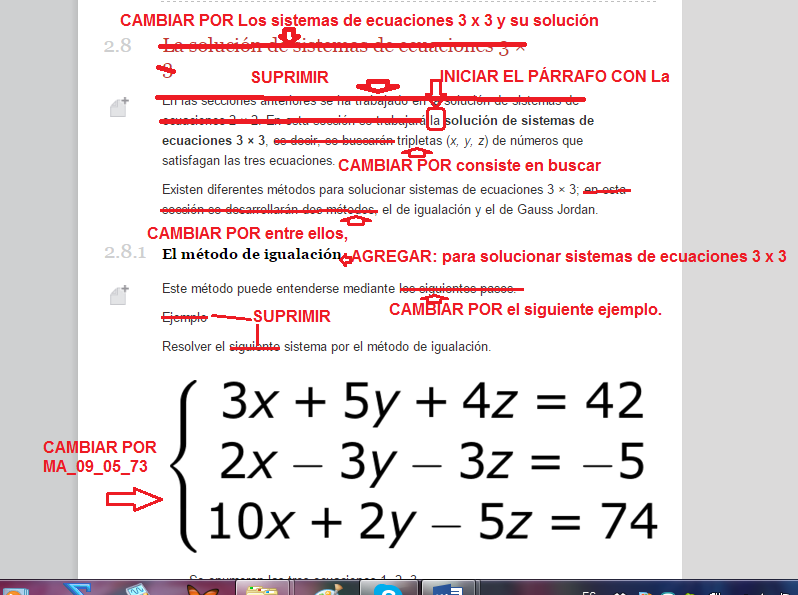 CAMBIAR POR Los sistemas de ecuaciones 3 x 3 y su solución
2.8 La solución de sistemas de ecuaciones 3 ×
3
SUPRIMIR
INICIAR EL PÁRRAFO CON La
En las secciones anteriores se ha trabajado en la solución de sistemas de
ecuaciones 2 × 2. En esta sección se trabajará la solución de sistemas de
ecuaciones 3 × 3, es decir, se buscarán tripletas (x, y, z) de números que
satisfagan las tres ecuaciones.
CAMBIAR POR consiste en buscar
Existen diferentes métodos para solucionar sistemas de ecuaciones 3 × 3; en esta
sección se desarrollarán dos métodos, el de igualación y el de Gauss Jordan.
CAMBIAR POR entre ellos,
2.8.1 El método de igualación
AGREGAR: para solucionar sistemas de ecuaciones 3 x 3
Este método puede entenderse mediante los siguientes pasos.
CAMBIAR POR el siguiente ejemplo.
Ejemplo
SUPRIMIR
Resolver el siguiente sistema por el método de igualación.
3x + 5y + 4z = 42
2x – 3y – 3z = –5
10x + 2y – 5z = 74
CAMBIAR POR
MA_09_05_73